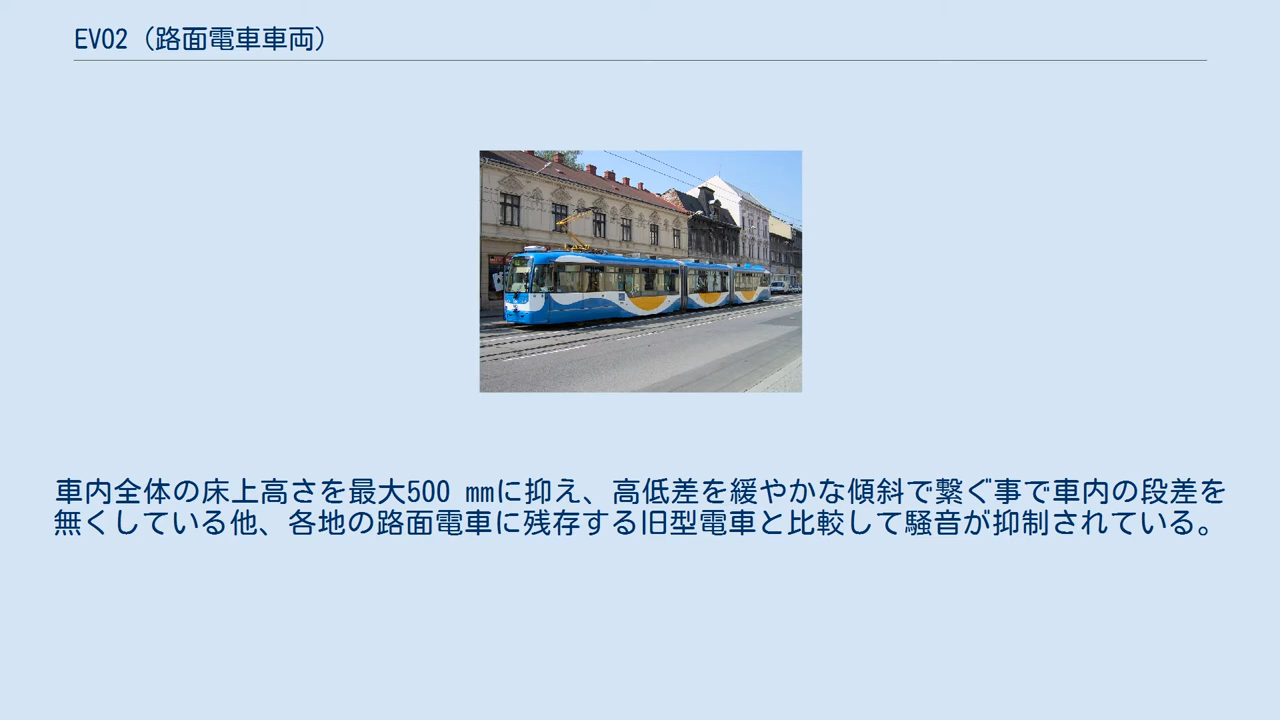 EVO2（路面電車車両）
車内全体の床上高さを最大500 mmに抑え、高低差を緩やかな傾斜で繋ぐ事で車内の段差を
無くしている他、各地の路面電車に残存する旧型電車と比較して騒音が抑制されている。